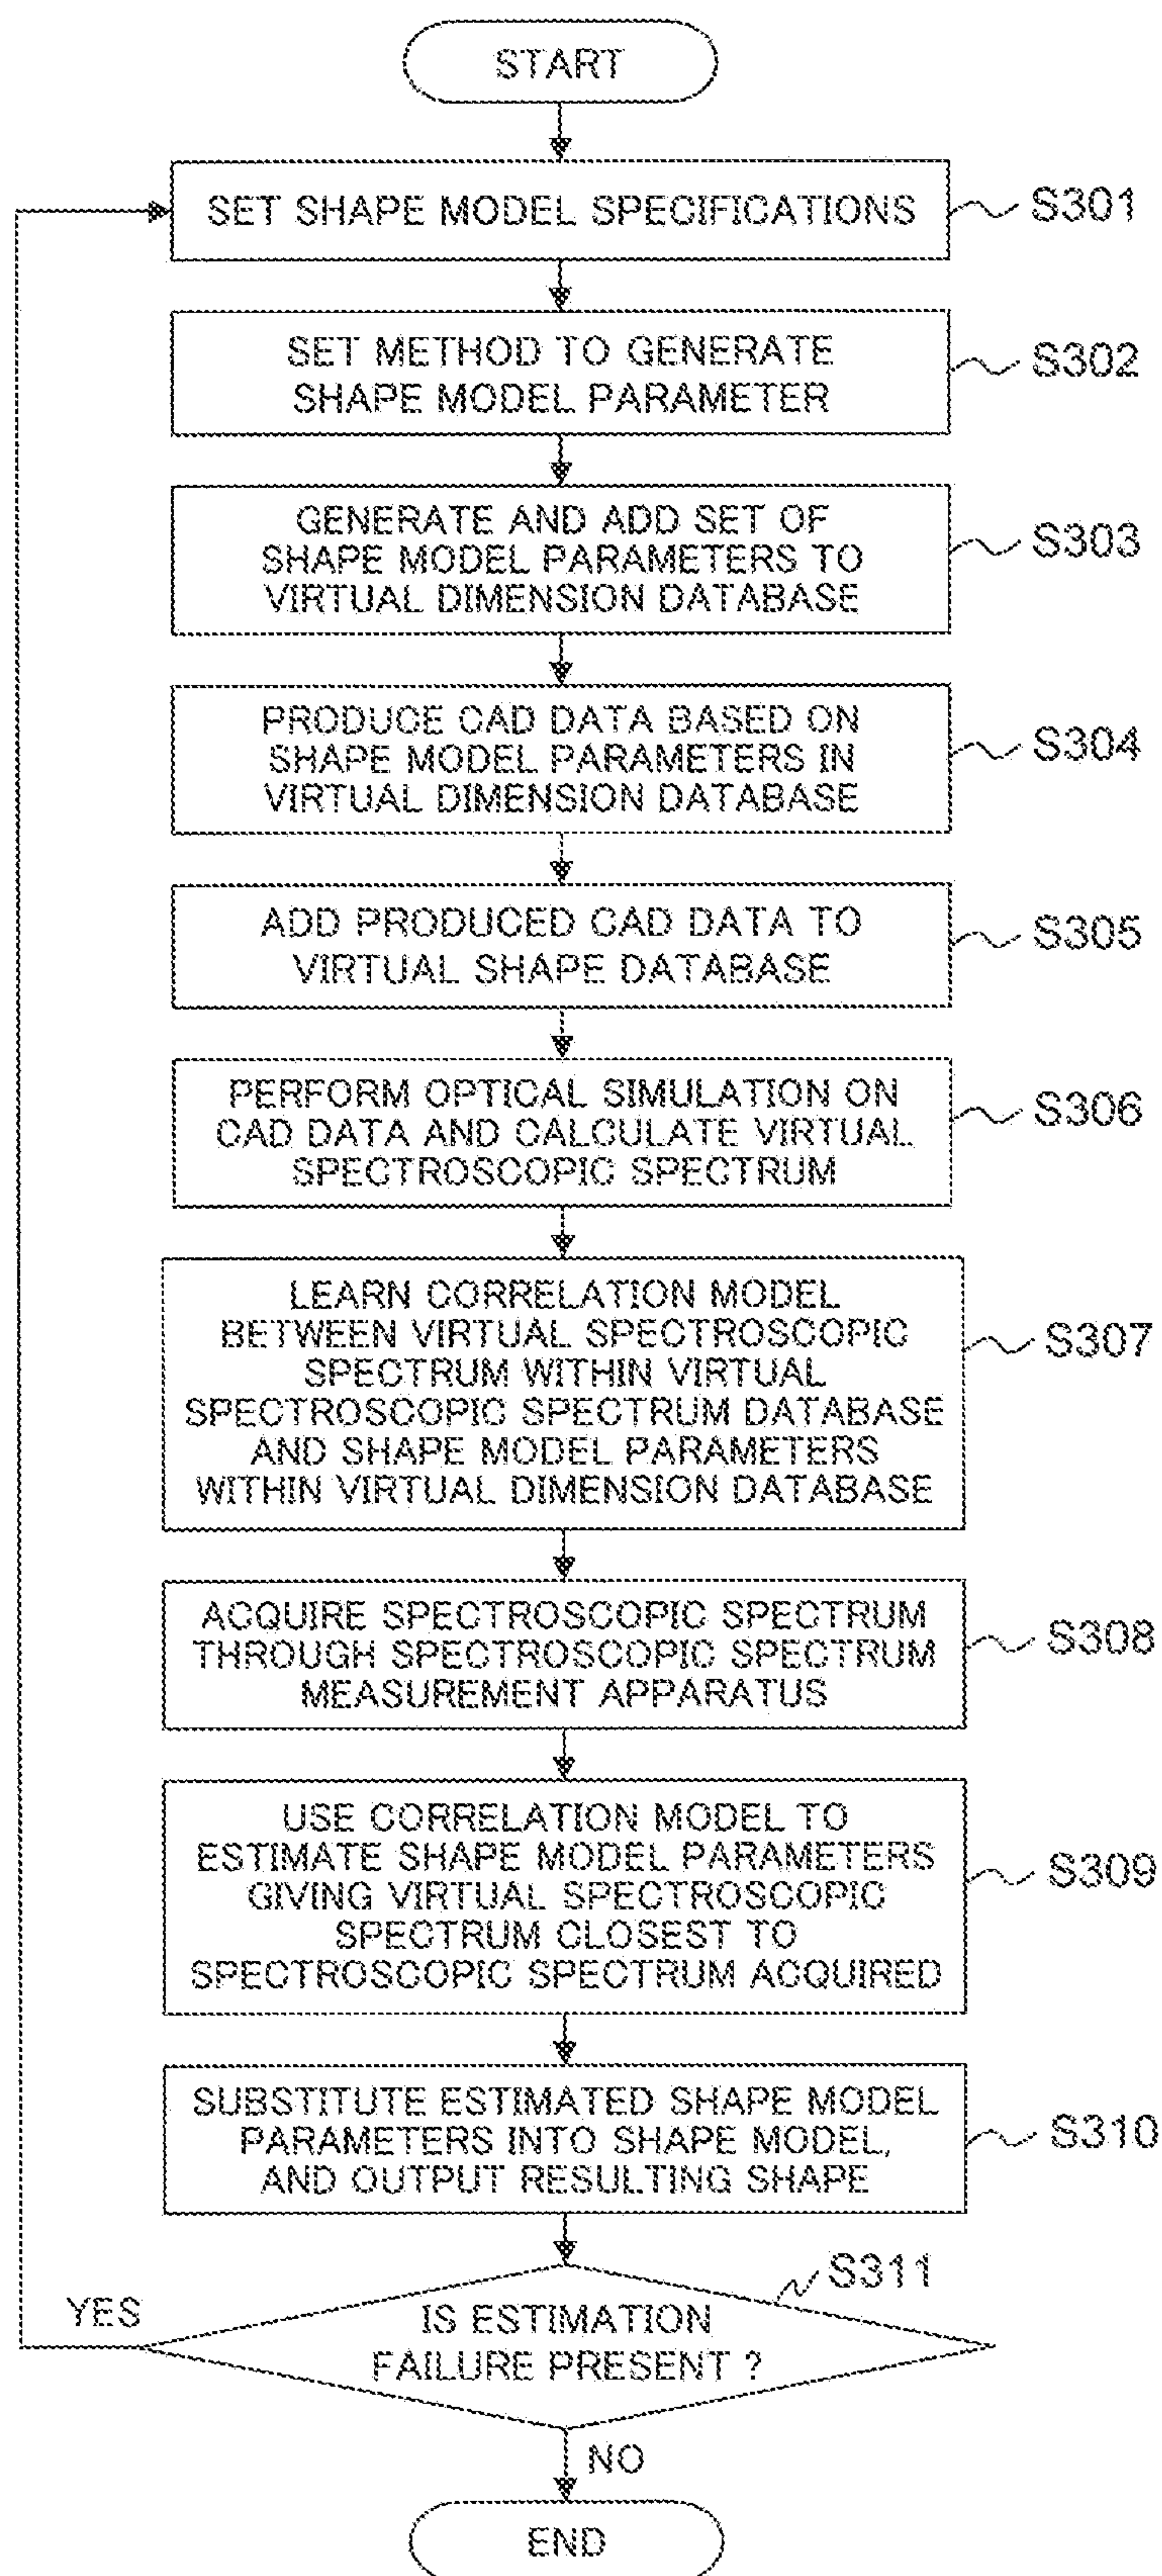 START
SET SHAPE MODEL SPECIFICATIONS
S301
SET METHOD TO GENERATE
SHAPE MODEL PARAMETER
S302
GENERATE AND ADD SET OF
SHAPE MODEL PARAMETERS TO
VIRTUAL DIMENSION DATABASE
S303
PRODUCE CAD DATA BASED ON
SHAPE MODEL PARAMETERS IN
VIRTUAL DIMENSION DATABASE
S304
ADD PRODUCED CAD DATA TO
VIRTUAL SHAPE DATABASE
S305
PERFORM OPTICAL SIMULATION ON
CAD DATA AND CALCULATE VIRTUAL
SPECTROSCOPIC SPECTRUM
S306
LEARN CORRELATION MODEL
BETWEEN VIRTUAL SPECTROSCOPIC
SPECTRUM WITHIN VIRTUAL
SPECTROSCOPIC SPECTRUM DATABASE
AND SHAPE MODEL PARAMETERS
WITHIN VIRTUAL DIMENSION DATABASE
S307
ACQUIRE SPECTROSCOPIC SPECTRUM
THROUGH SPECTROSCOPIC SPECTRUM
MEASUREMENT APPARATUS
S308
USE CORRELATION MODEL TO
ESTIMATE SHAPE MODEL PARAMETERS
GIVING VIRTUAL SPECTROSCOPIC
SPECTRUM CLOSEST TO
SPECTROSCOPIC SPECTRUM ACQUIRED
S309
SUBSTITUTE ESTIMATED SHAPE MODEL
PARAMETERS INTO SHAPE MODEL,
AND OUTPUT RESULTING SHAPE
S310
S311
YES
IS ESTIMATION
FAILURE PRESENT ?
NO
END